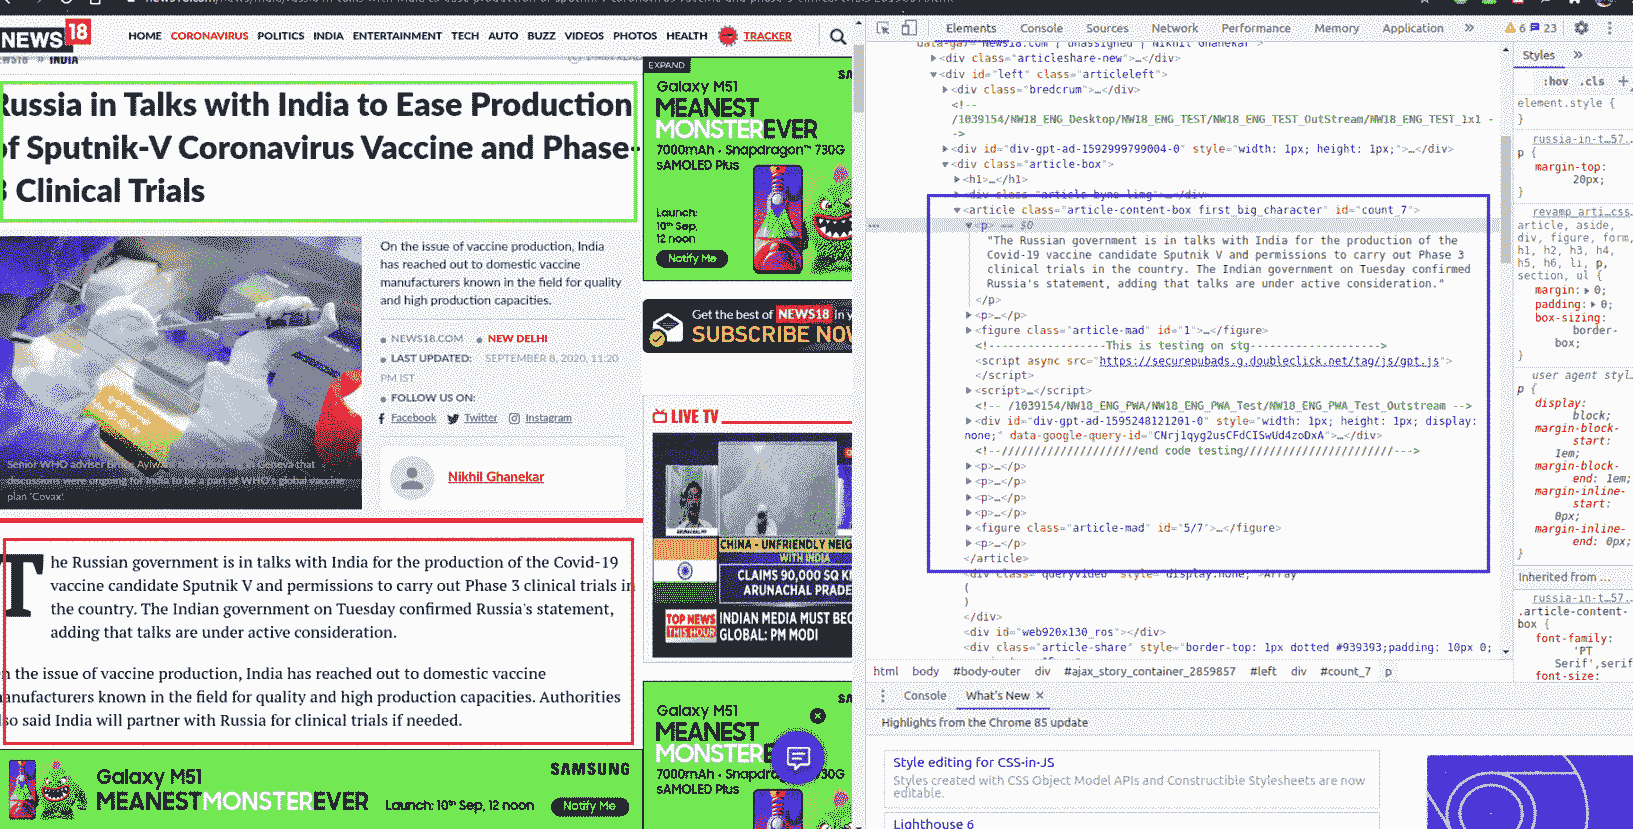 NEWS 18
HOME CORONAVIRUS POLITICS INDIA ENTERTAINMENT TECH AUTO BUZZ VIDEOS PHOTOS HEALTH TRACKER
NEWS18 » INDIA
Russia in Talks with India to Ease Production
of Sputnik-V Coronavirus Vaccine and Phase-
3 Clinical Trials
On the issue of vaccine production, India
has reached out to domestic vaccine
manufacturers known in the field for quality
and high production capacities.
NEWS18.COM NEW DELHI
LAST UPDATED: SEPTEMBER 8, 2020, 11:20
PM IST
FOLLOW US ON:
Facebook Twitter Instagram
Nikhil Ghanekar
Senior WHO adviser Bruce Aylward
discussions were ongoing for India to be a part of WHO's global vaccine
plan 'Covax'.
The Russian government is in talks with India for the production of the Covid-19
vaccine candidate Sputnik V and permissions to carry out Phase 3 clinical trials in
the country. The Indian government on Tuesday confirmed Russia's statement,
adding that talks are under active consideration.
n the issue of vaccine production, India has reached out to domestic vaccine
anufacturers known in the field for quality and high production capacities. Authorities
so said India will partner with Russia for clinical trials if needed.
Galaxy M51
MEANEST MONSTER EVER
Launch: 10th Sep, 12 noon
SAMSUNG
Notify Me
EXPAND
SA
Galaxy M51
MEANEST
MONSTEREVER
7000mAh • Snapdragon™ 730G
sAMOLED Plus
Launch:
10th Sep,
12 noon
Notify Me
Get the best of NEWS18 in y
SUBSCRIBE NOW
LIVE TV
ARUNACHAL
CHINA - UNFRIENDLY NEIG
WITH INDIA
CLAIMS 90,000 SQ K
ARUNACHAL PRADE
TOP NEWS
THIS HOUR
INDIAN MEDIA MUST BEC
GLOBAL: PM MODI
SA
Galaxy M51
MEANEST
MONSTERE
7000mAh • Snapdra 30G
sAMOLED Plus
Elements Console Sources Network Performance Memory Application » 6 23
data-ga="News18.com | unassigned | Nikhil Ghanekar">
<div class="articleshare-new">…</div>
<div id="left" class="articleleft">
<div class="bredcrum">…</div>
<!--
/1039154/NW18_ENG_Desktop/NW18_ENG_TEST/NW18_ENG_TEST_OutStream/NW18_ENG_TEST_1x1 -
->
<div id="div-gpt-ad-1592999799004-0" style="width: 1px; height: 1px;">…</div>
<div class="article-box">
<h1>…</h1>
<div class="article-byno-limg">…</div>
<article class="article-content-box first_big_character" id="count_7">
<p> == $0
"The Russian government is in talks with India for the production of the
Covid-19 vaccine candidate Sputnik V and permissions to carry out Phase 3
clinical trials in the country. The Indian government on Tuesday confirmed
Russia's statement, adding that talks are under active consideration."
</p>
<p>…</p>
<figure class="article-mad" id="1">…</figure>
<!-----------------This is testing on stg-------------------->
<script async src="https://securepubads.g.doubleclick.net/tag/js/gpt.js">
</script>
<script>…</script>
<!-- /1039154/NW18_ENG_PWA/NW18_ENG_PWA_Test/NW18_ENG_PWA_Test_Outstream -->
<div id="div-gpt-ad-1595248121201-0" style="width: 1px; height: 1px; display:
none;" data-google-query-id="CNrj1qyg2usCFdCISwUd4zoDxA">…</div>
<!--/////////////////////end code testing///////////////////////--->
<p>…</p>
<p>…</p>
<p>…</p>
<p>…</p>
<figure class="article-mad" id="5/7">…</figure>
<p>…</p>
</article>
<div class="queryvideo" style="display:none;">Array
(
)
</div>
<div id="web920x130_ros"></div>
<div class="article-share" style="border-top: 1px dotted #939393;padding: 10px 0;
html body #body-outer div #ajax_story_container_2859857 #left div #count_7 p
Styles »
:hov .cls +
element.style {
}
russia-in-t…57…
p {
margin-top:
20px;
}
revamp_arti…css…
article, aside,
div, figure, form,
h1, h2, h3, h4,
h5, h6, li, p,
section, ul {
margin: 0;
padding: 0;
box-sizing:
border-
box;
}
user agent styl…
p {
display:
block;
margin-block-
start:
1em;
margin-block-
end: 1em;
margin-inline-
start:
0px;
margin-inline-
end: 0px;
}
Inherited from …
russia-in-t…57…
.article-content-
box {
font-family:
'PT
Serif',serif
font-size:
Console What's New ×
Highlights from the Chrome 85 update
Style editing for CSS-in-JS
Styles created with CSS Object Model APIs and Constructible Stylesheets are now
editable.
Lighthouse 6